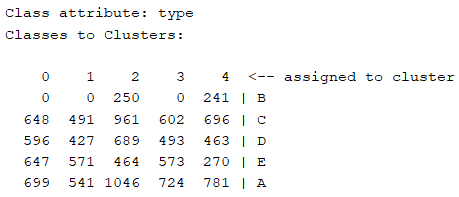 Class attribute: type
Classes to Clusters:
0 1 2 3 4 <-- assigned to cluster
0 0 250 0 241 | B
648 491 961 602 696 | C
596 427 689 493 463 | D
647 571 464 573 270 | E
699 541 1046 724 781 | A